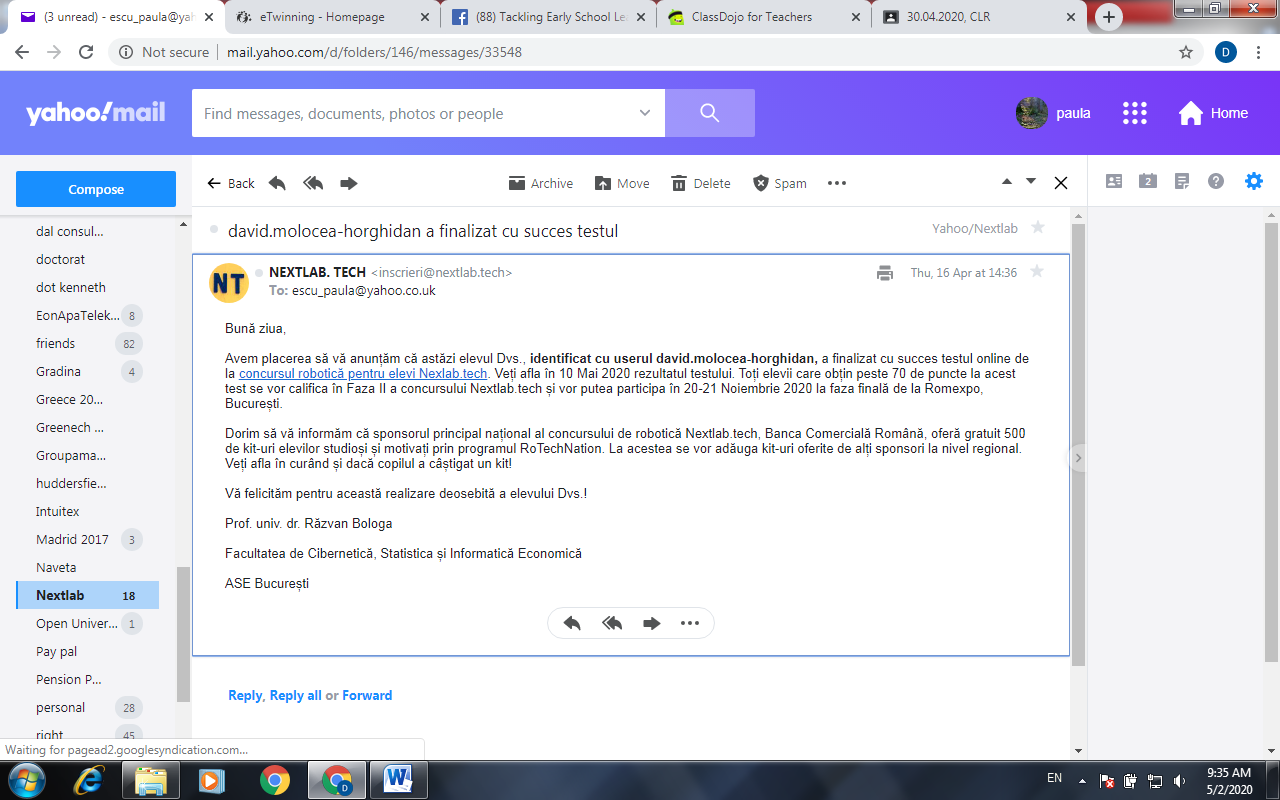 (3 unread) - escu_paula@yah
eTwinning - Homepage
(88) Tackling Early School Le
ClassDojo for Teachers
30.04.2020, CLR
Not secure
mail.yahoo.com/d/folders/146/messages/33548
D
yahoo!mail
Find messages, documents, photos or people
paula
Home
Compose
Back
Archive
Move
Delete
Spam
2
dal consul...
doctorat
dot kenneth
EonApaTelek... 8
friends 82
Gradina 4
Greece 20...
Greenech ...
Groupama...
huddersfie...
Intuitex
Madrid 2017 3
Naveta
Nextlab 18
Open Univer... 1
Pay pal
Pension P...
personal 28
right 45
david.molocea-horghidan a finalizat cu succes testul
Yahoo/Nextlab
NT
NEXTLAB. TECH <inscrieri@nextlab.tech>
Thu, 16 Apr at 14:36
To: escu_paula@yahoo.co.uk
Bună ziua,
Avem placerea să vă anunțăm că astăzi elevul Dvs., identificat cu userul david.molocea-horghidan, a finalizat cu succes testul online de
la concursul robotică pentru elevi Nexlab.tech. Veți afla în 10 Mai 2020 rezultatul testului. Toți elevii care obțin peste 70 de puncte la acest
test se vor califica în Faza II a concursului Nextlab.tech și vor putea participa în 20-21 Noiembrie 2020 la faza finală de la Romexpo,
București.
Dorim să vă informăm că sponsorul principal național al concursului de robotică Nextlab.tech, Banca Comercială Română, oferă gratuit 500
de kit-uri elevilor studioși și motivați prin programul RoTechNation. La acestea se vor adăuga kit-uri oferite de alți sponsori la nivel regional.
Veți afla în curând și dacă copilul a câștigat un kit!
Vă felicităm pentru această realizare deosebită a elevului Dvs.!
Prof. univ. dr. Răzvan Bologa
Facultatea de Cibernetică, Statistica și Informatică Economică
ASE București
Reply, Reply all or Forward
Waiting for pagead2.googlesyndication.com...
D
W
EN
9:35 AM
5/2/2020